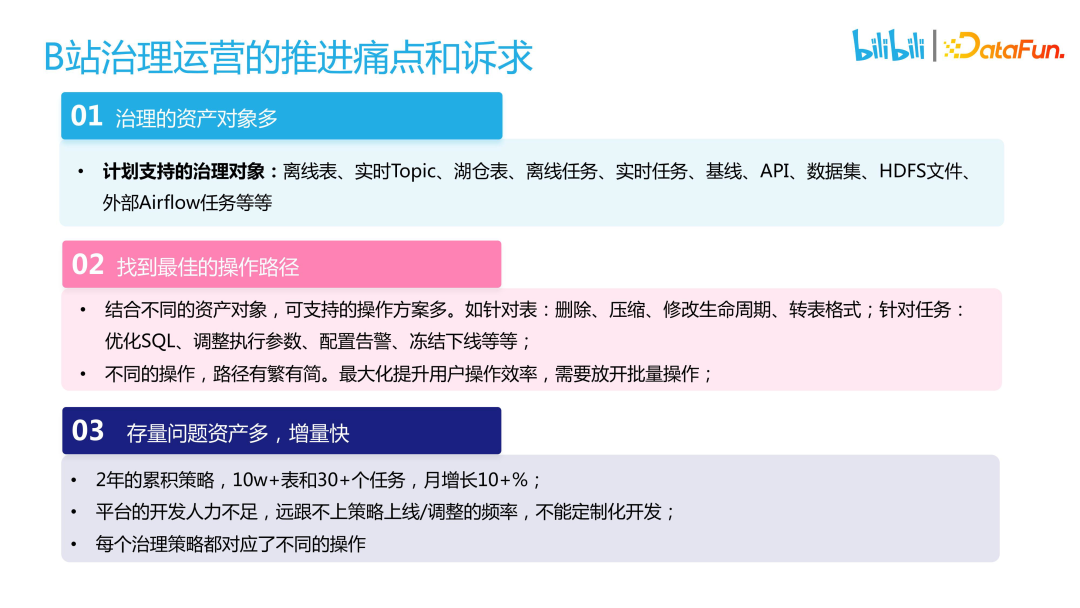 B站治理运营的推进痛点和诉求
bilibili | DataFun.
01 治理的资产对象多
• 计划支持的治理对象：离线表、实时Topic、湖仓表、离线任务、实时任务、基线、API、数据集、HDFS文件、
外部Airflow任务等等
02 找到最佳的操作路径
• 结合不同的资产对象，可支持的操作方案多。如针对表：删除、压缩、修改生命周期、转表格式；针对任务：
优化SQL、调整执行参数、配置告警、冻结下线等等；
• 不同的操作，路径有繁有简。最大化提升用户操作效率，需要放开批量操作；
03 存量问题资产多，增量快
• 2年的累积策略，10w+表和30+个任务，月增长10+%；
• 平台的开发人力不足，远跟不上策略上线/调整的频率，不能定制化开发；
• 每个治理策略都对应了不同的操作